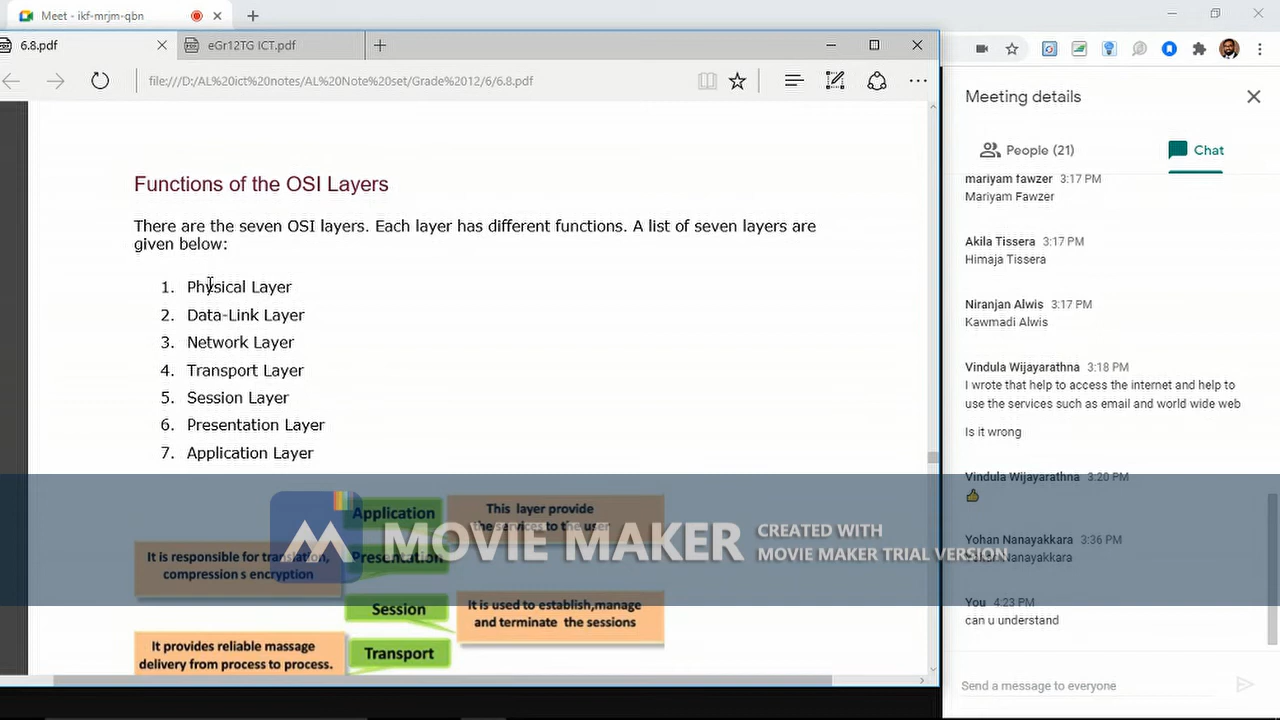 Meet - ikf-mrjm-qbn
6.8.pdf
eGr12TG ICT.pdf
file:///D:/AL%20ict%20notes/AL%20Note%20set/Grade%2012/6/6.8.pdf
Functions of the OSI Layers
There are the seven OSI layers. Each layer has different functions. A list of seven layers are
given below:
1. Physical Layer
2. Data-Link Layer
3. Network Layer
4. Transport Layer
5. Session Layer
6. Presentation Layer
7. Application Layer
Application
This layer provide
the services to the user
It is responsible for translation,
compression s encryption
Presentation
Session
It is used to establish,manage
and terminate the sessions
It provides reliable massage
delivery from process to process.
Transport
MOVIE MAKER
CREATED WITH
MOVIE MAKER TRIAL VERSION
Meeting details
People (21)
Chat
mariyam fawzer 3:17 PM
Mariyam Fawzer
Akila Tissera 3:17 PM
Himaja Tissera
Niranjan Alwis 3:17 PM
Kawmadi Alwis
Vindula Wijayarathna 3:18 PM
I wrote that help to access the internet and help to
use the services such as email and world wide web
Is it wrong
Vindula Wijayarathna 3:20 PM
👍
Yohan Nanayakkara 3:36 PM
Nanayakkara
You 4:23 PM
can u understand
Send a message to everyone